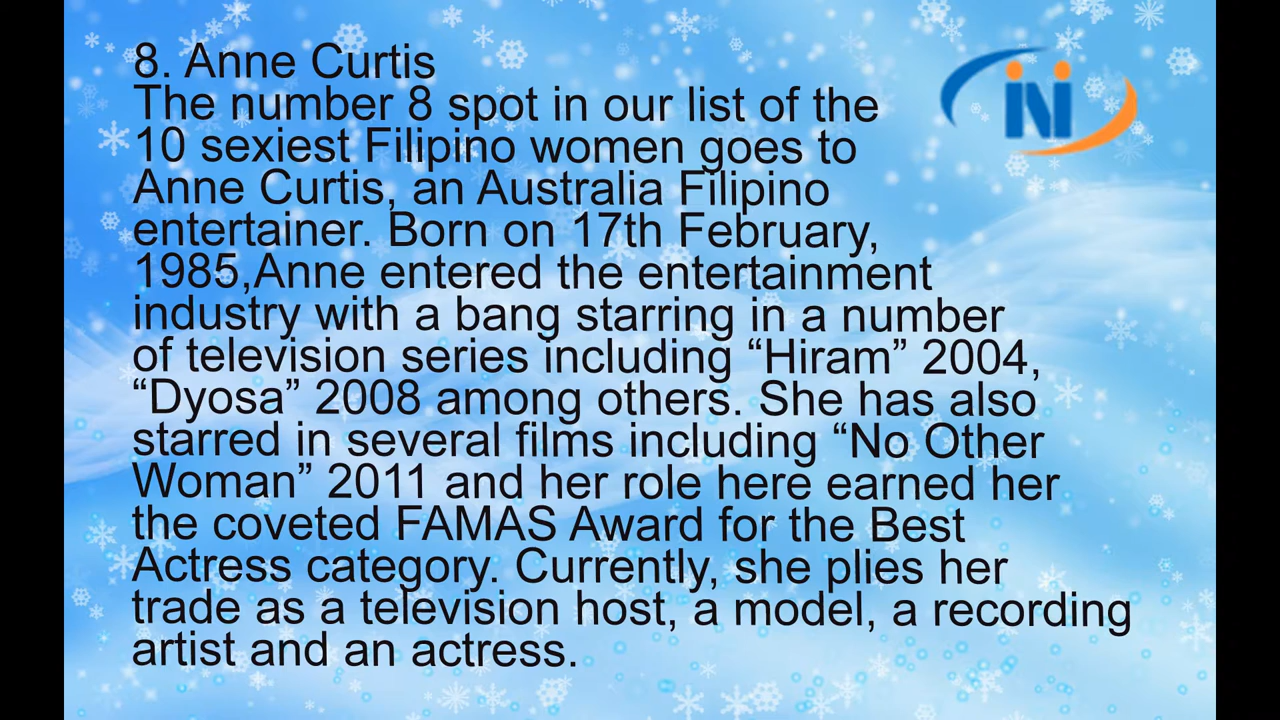 8. Anne Curtis
The number 8 spot in our list of the
10 sexiest Filipino women goes to
Anne Curtis, an Australia Filipino
entertainer. Born on 17th February,
1985,Anne entered the entertainment
industry with a bang starring in a number
of television series including “Hiram” 2004,
“Dyosa” 2008 among others. She has also
starred in several films including “No Other
Woman” 2011 and her role here earned her
the coveted FAMAS Award for the Best
Actress category. Currently, she plies her
trade as a television host, a model, a recording
artist and an actress.
iNi